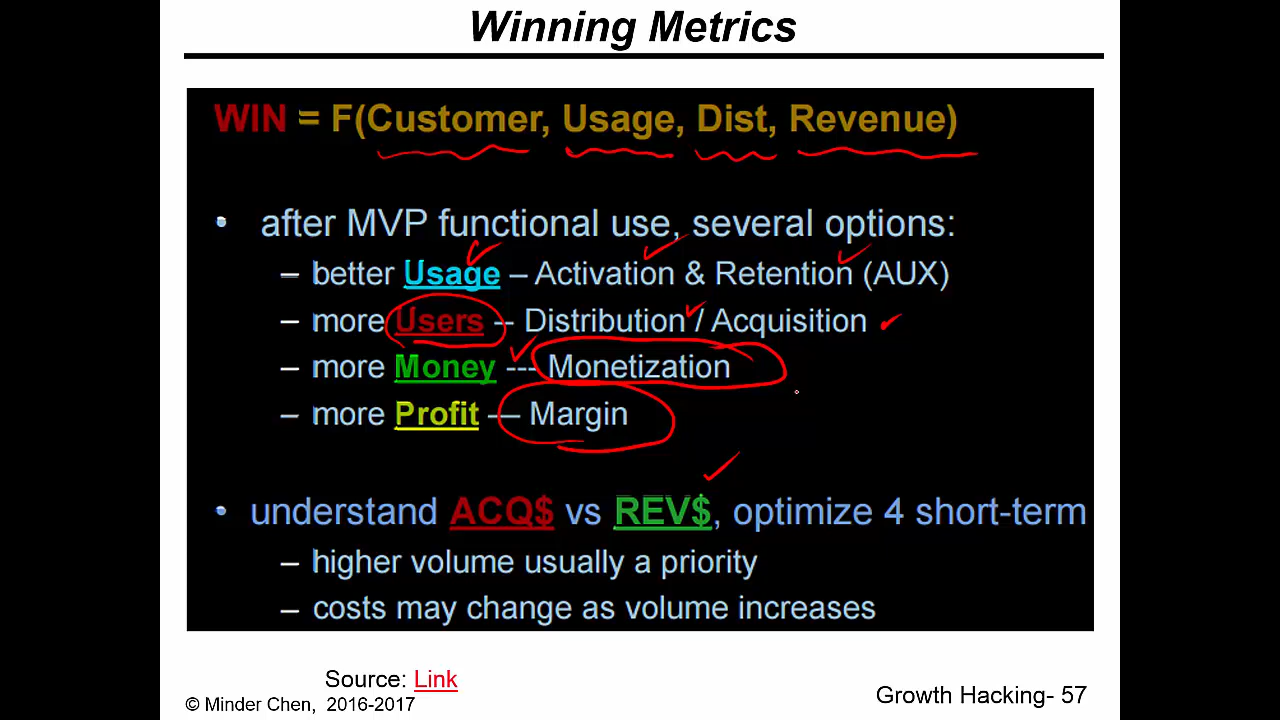 Winning Metrics
WIN = F(Customer, Usage, Dist, Revenue)
• after MVP functional use, several options:
– better Usage – Activation & Retention (AUX)
– more Users -- Distribution / Acquisition
– more Money --- Monetization
– more Profit –– Margin
• understand ACQ$ vs REV$, optimize 4 short-term
– higher volume usually a priority
– costs may change as volume increases
Source: Link
© Minder Chen, 2016-2017
Growth Hacking- 57